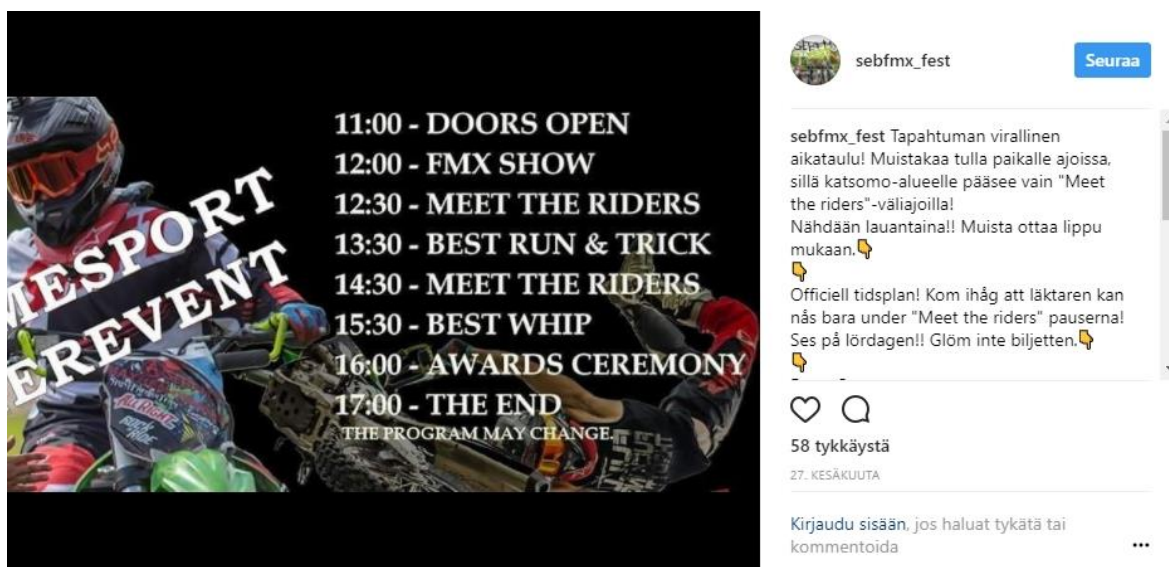 MESPORT
EREVENT
ALL RIGHT
ROCK
RIDE
11:00 - DOORS OPEN
12:00 - FMX SHOW
12:30 - MEET THE RIDERS
13:30 - BEST RUN & TRICK
14:30 - MEET THE RIDERS
15:30 - BEST WHIP
16:00 - AWARDS CEREMONY
17:00 - THE END
THE PROGRAM MAY CHANGE.
sebfmx_fest
Seuraa
sebfmx_fest Tapahtuman virallinen
aikataulu! Muistakaa tulla paikalle ajoissa,
sillä katsomo-alueelle pääsee vain "Meet
the riders"-väliajoilla!
Nähdään lauantaina!! Muista ottaa lippu
mukaan.👇
👇
Officiell tidsplan! Kom ihåg att läktaren kan
nås bara under "Meet the riders" pauserna!
Ses på lördagen!! Glöm inte biljetten.👇
👇
58 tykkäystä
27. KESÄKUUTA
Kirjaudu sisään, jos haluat tykätä tai
kommentoida